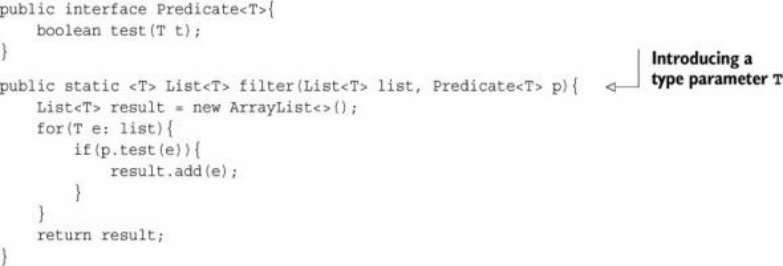 public interface Predicate<T>{
    boolean test(T t);
}
public static <T> List<T> filter(List<T> list, Predicate<T> p){
Introducing a
type parameter T
    List<T> result = new ArrayList<>();
    for(T e: list){
        if(p.test(e)){
            result.add(e);
        }
    }
    return result;
}